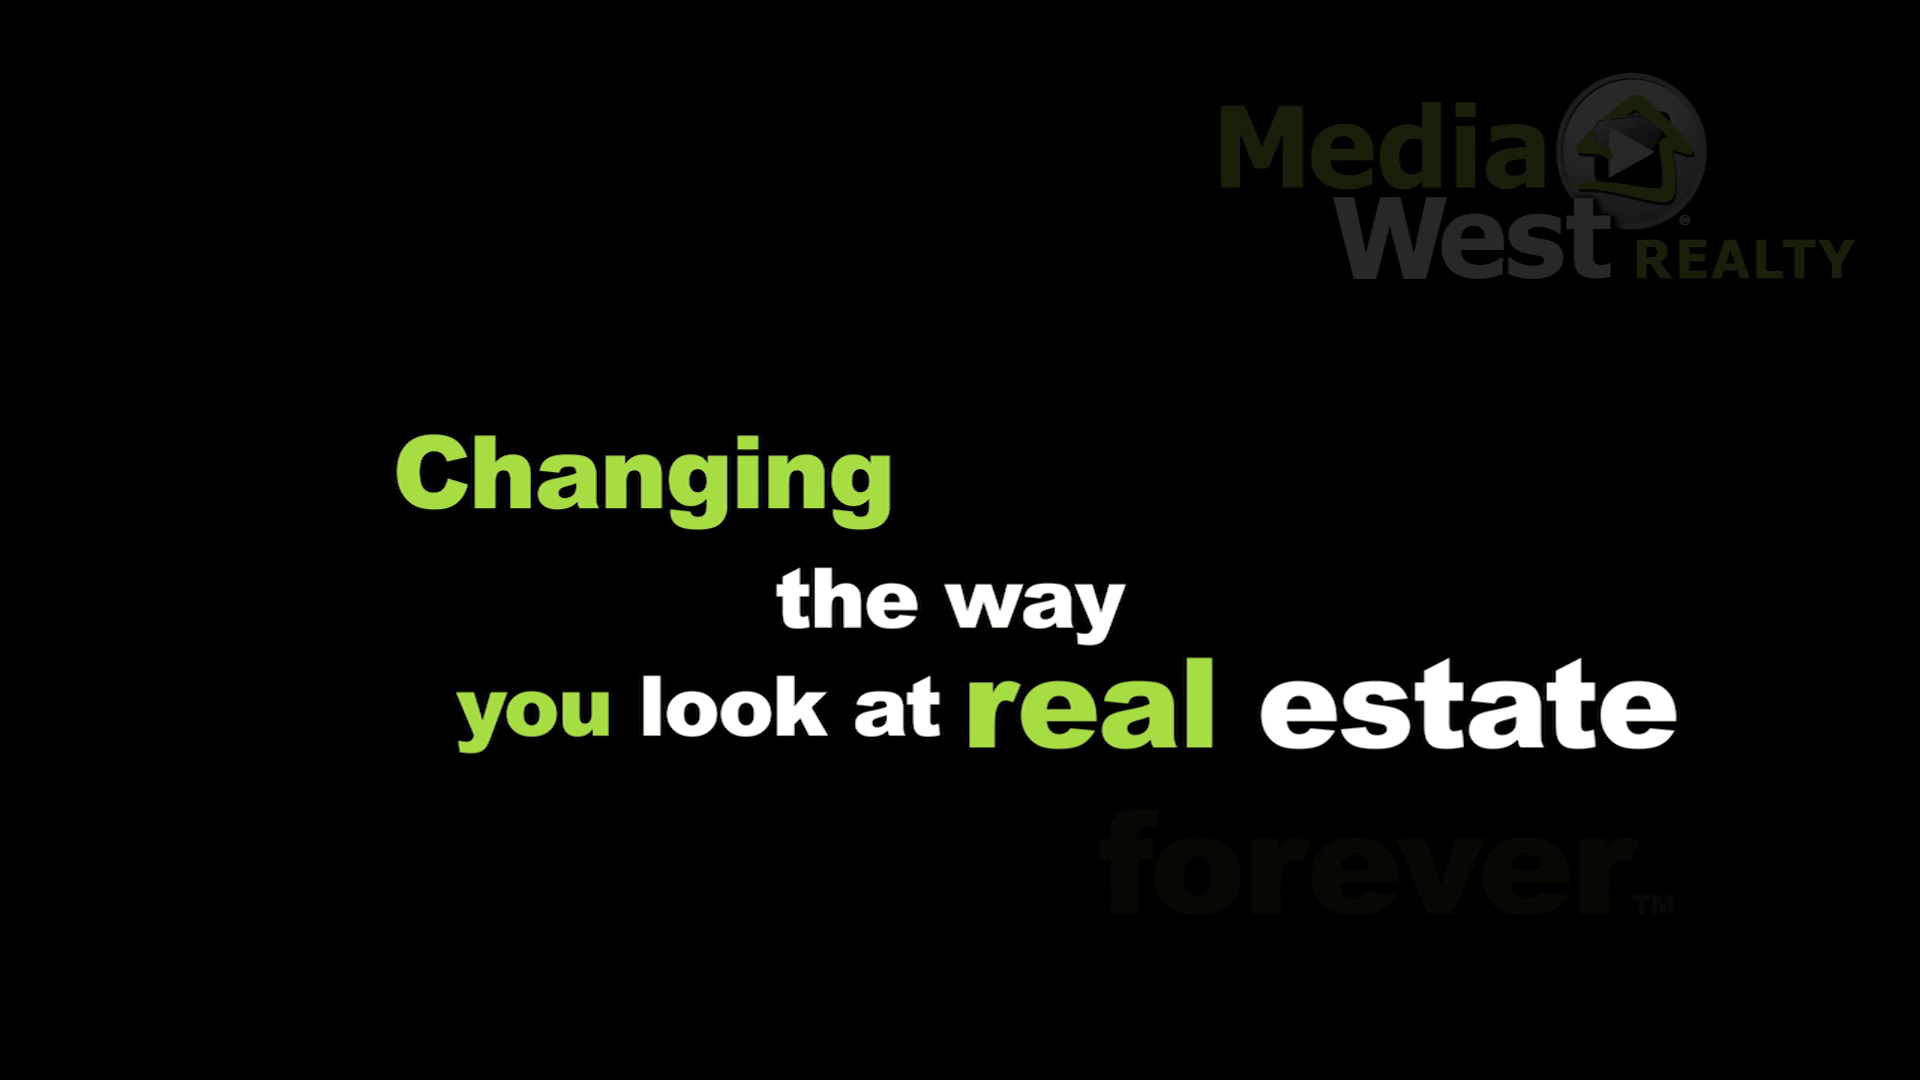 Media
West® REALTY
Changing
the way
you look at real estate
forever™